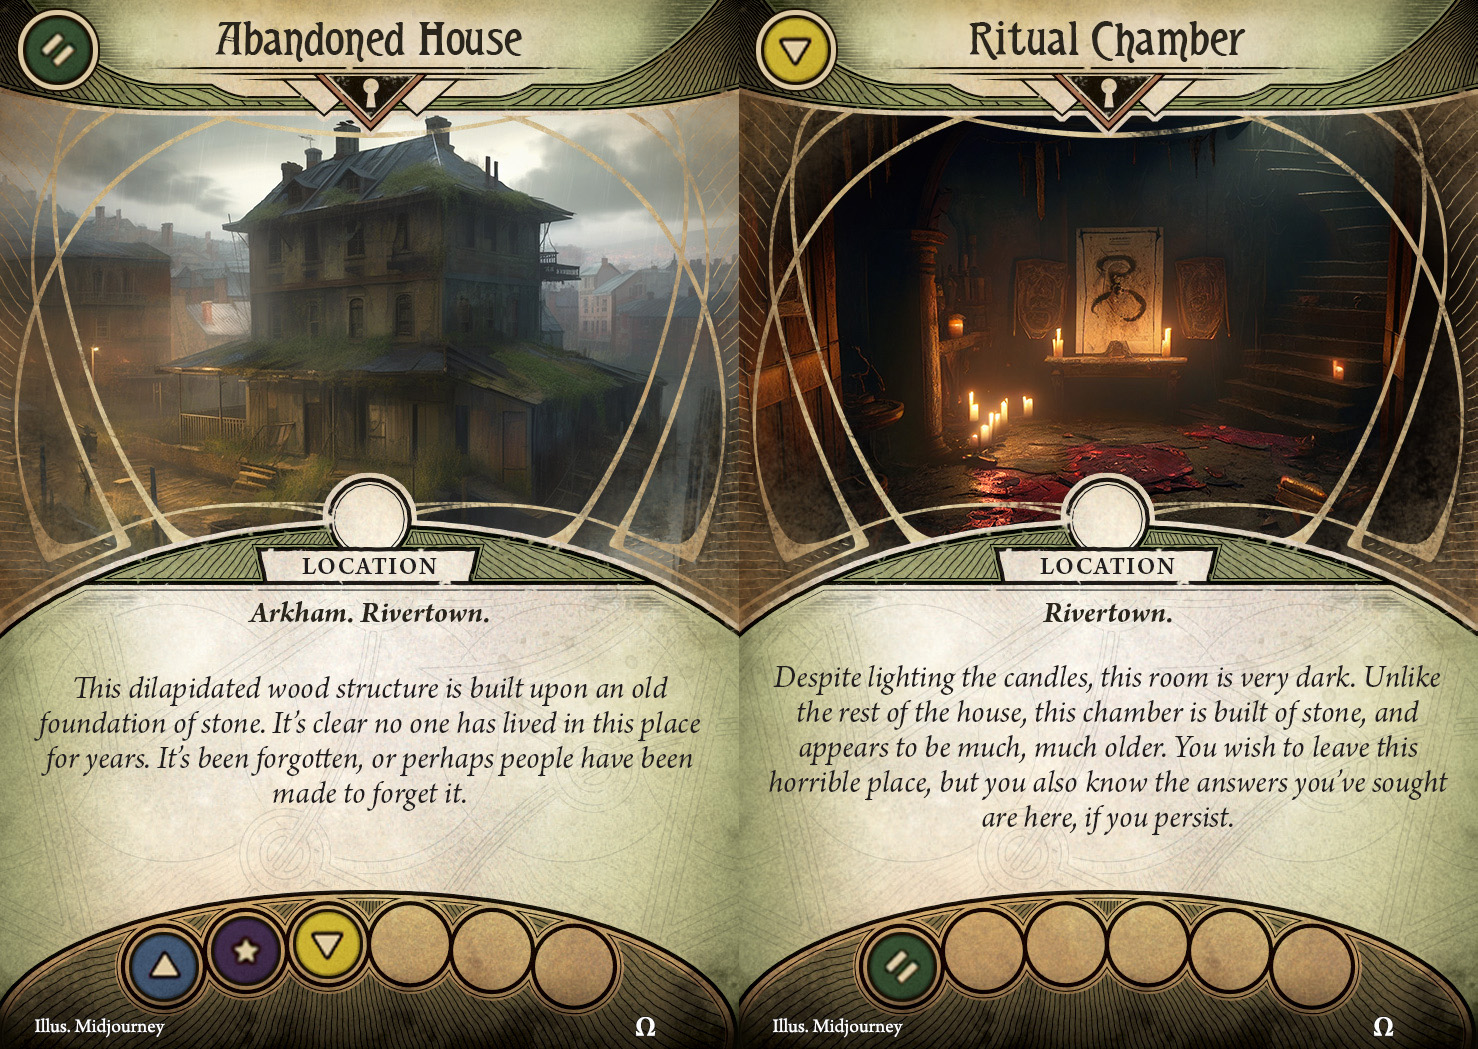 Abandoned House
LOCATION
Arkham. Rivertown.
This dilapidated wood structure is built upon an old
foundation of stone. It's clear no one has lived in this place
for years. It's been forgotten, or perhaps people have been
made to forget it.
Illus. Midjourney
Ω
Ritual Chamber
LOCATION
Rivertown.
Despite lighting the candles, this room is very dark. Unlike
the rest of the house, this chamber is built of stone, and
appears to be much, much older. You wish to leave this
horrible place, but you also know the answers you've sought
are here, if you persist.
Illus. Midjourney
Ω